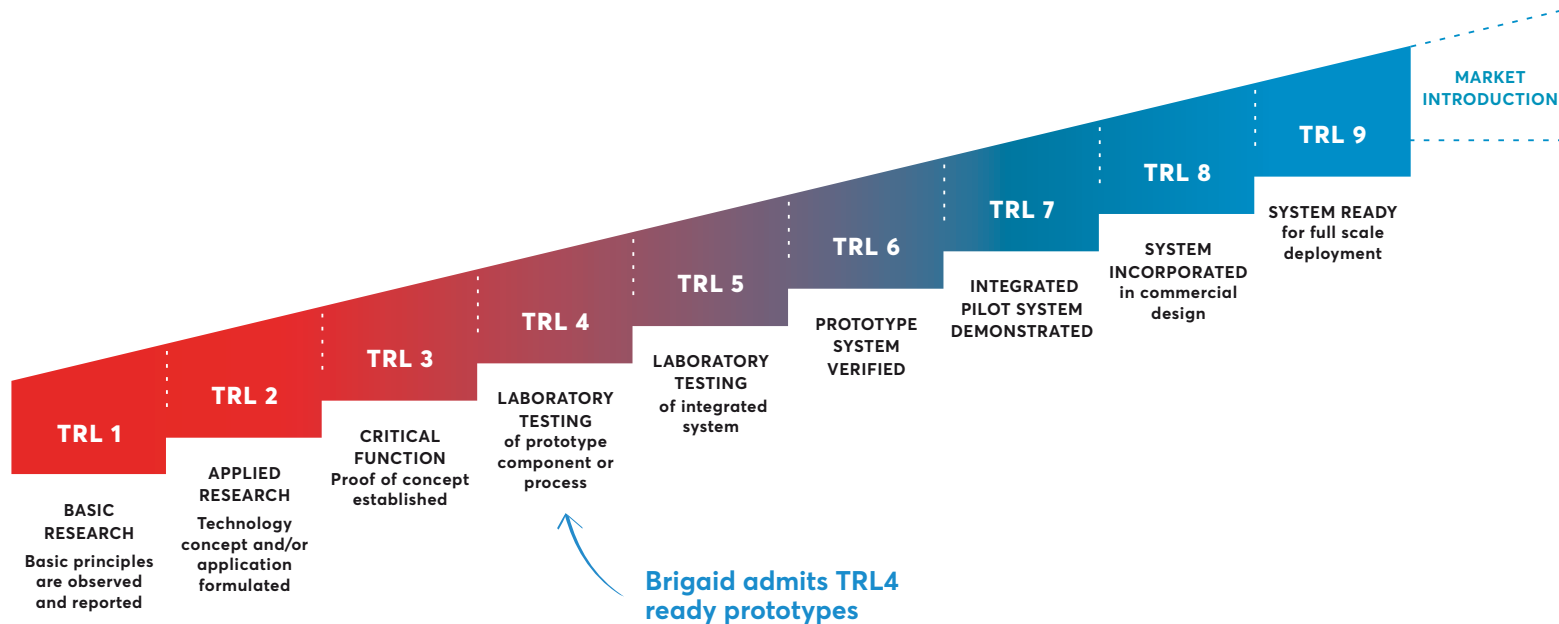 TRL 1
BASIC
RESEARCH
Basic principles
are observed
and reported
TRL 2
APPLIED
RESEARCH
Technology
concept and/or
application
formulated
TRL 3
CRITICAL
FUNCTION
Proof of concept
established
TRL 4
LABORATORY
TESTING
of prototype
component or
process
TRL 5
LABORATORY
TESTING
of integrated
system
TRL 6
PROTOTYPE
SYSTEM
VERIFIED
TRL 7
INTEGRATED
PILOT SYSTEM
DEMONSTRATED
TRL 8
SYSTEM
INCORPORATED
in commercial
design
TRL 9
SYSTEM READY
for full scale
deployment
MARKET
INTRODUCTION
Brigaid admits TRL4
ready prototypes